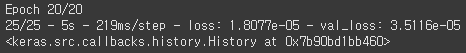 Epoch 20/20
25/25 - 5s - 219ms/step - loss: 1.8077e-05 - val_loss: 3.5116e-05
<keras.src.callbacks.history.History at 0x7b90bd1bb460>